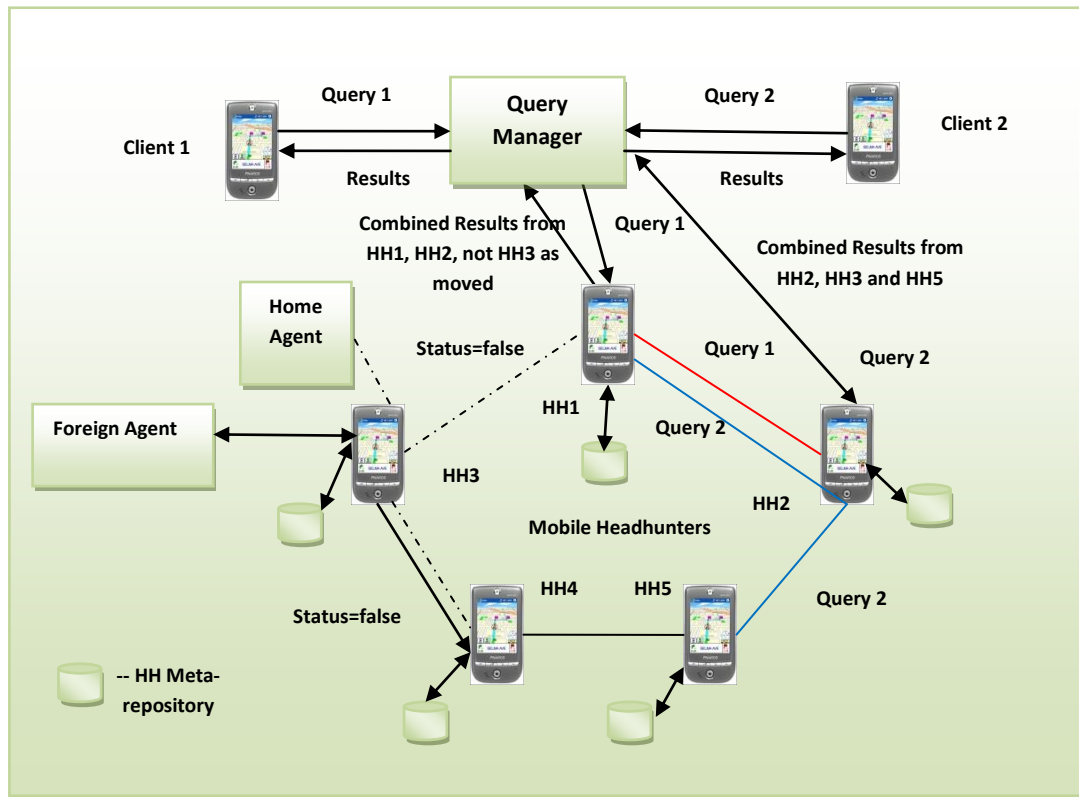 Query 1
Query
Manager
Query 2
Client 1
Client 2
Results
Results
Combined Results from
HH1, HH2, not HH3 as
moved
Query 1
Combined Results from
HH2, HH3 and HH5
Home
Agent
Status=false
Query 1
Query 2
Foreign Agent
HH1
Query 2
HH3
HH2
Mobile Headhunters
HH4
HH5
Status=false
Query 2
-- HH Meta-
repository